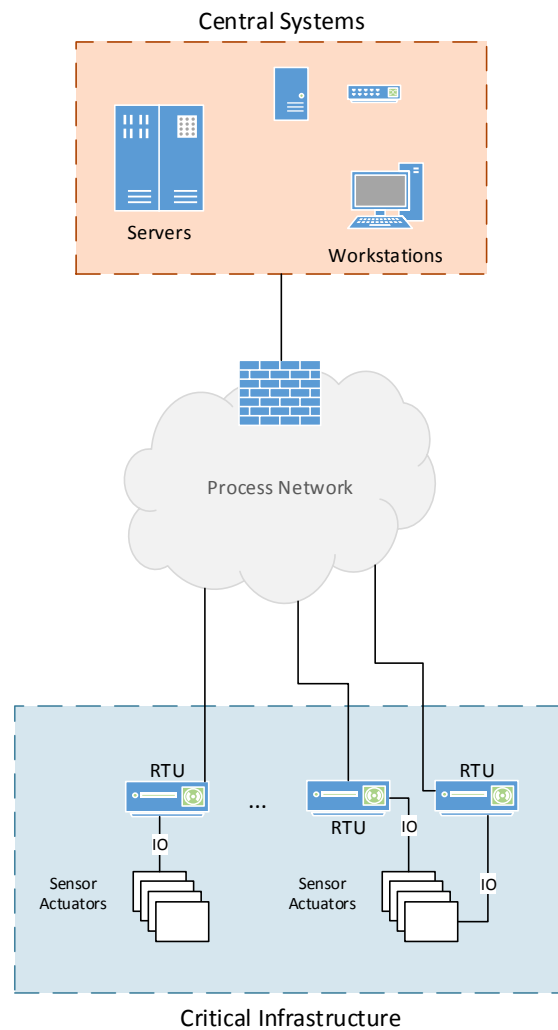 Central Systems
Servers
Workstations
Process Network
RTU
...
RTU
RTU
IO
IO
IO
Sensor
Actuators
Sensor
Actuators
Critical Infrastructure